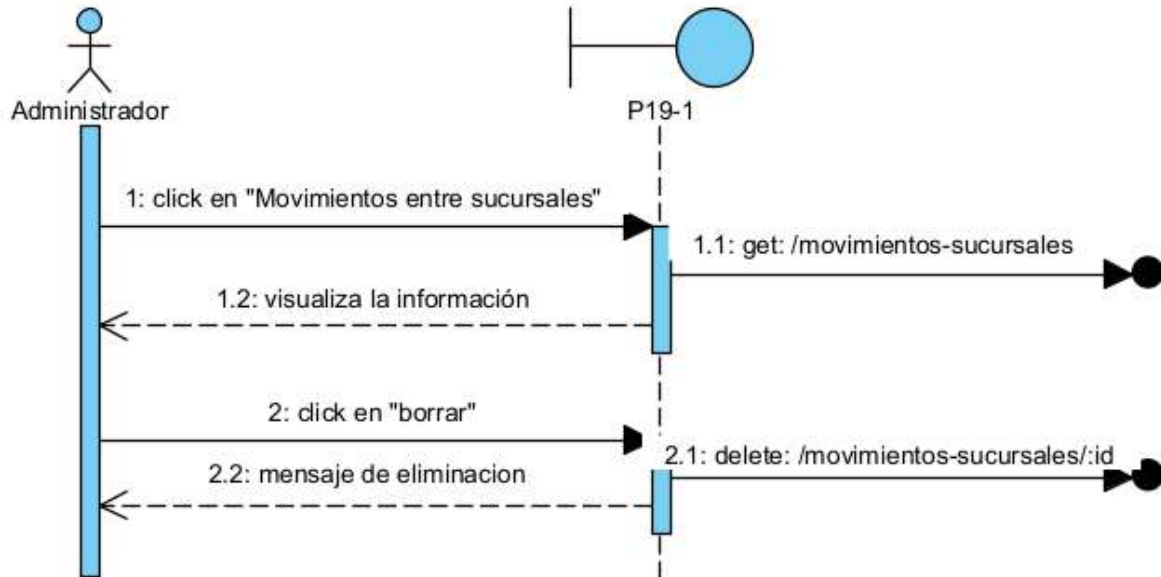 Administrador
P19-1
1: click en "Movimientos entre sucursales"
1.1: get: /movimientos-sucursales
1.2: visualiza la información
2: click en "borrar"
2.1: delete: /movimientos-sucursales/:id
2.2: mensaje de eliminacion